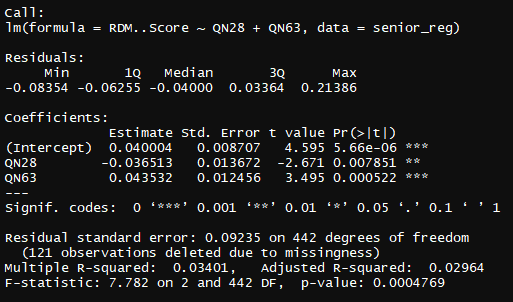 Call:
lm(formula = RDM..Score ~ QN28 + QN63, data = senior_reg)
Residuals:
     Min       1Q   Median       3Q      Max
-0.08354 -0.06255 -0.04000  0.03364  0.21386
Coefficients:
             Estimate Std. Error t value Pr(>|t|)
(Intercept)  0.040004   0.008707   4.595 5.66e-06 ***
QN28        -0.036513   0.013672  -2.671 0.007851 **
QN63         0.043532   0.012456   3.495 0.000522 ***
---
Signif. codes:  0 ‘***’ 0.001 ‘**’ 0.01 ‘*’ 0.05 ‘.’ 0.1 ‘ ’ 1
Residual standard error: 0.09235 on 442 degrees of freedom
  (121 observations deleted due to missingness)
Multiple R-squared:  0.03401,	Adjusted R-squared:  0.02964
F-statistic: 7.782 on 2 and 442 DF,  p-value: 0.0004769